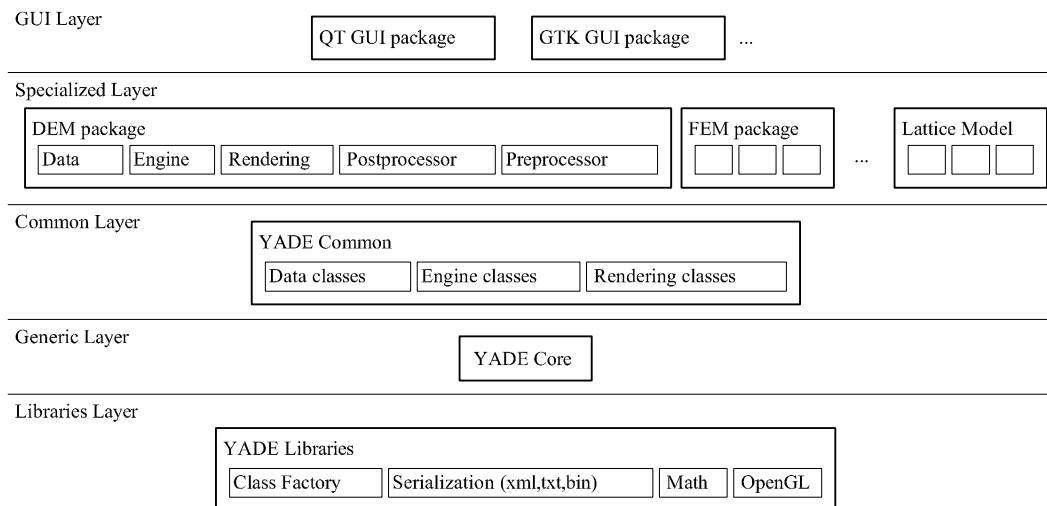 GUI Layer
QT GUI package
GTK GUI package
...
Specialized Layer
DEM package
Data
Engine
Rendering
Postprocessor
Preprocessor
FEM package
...
Lattice Model
Common Layer
YADE Common
Data classes
Engine classes
Rendering classes
Generic Layer
YADE Core
Libraries Layer
YADE Libraries
Class Factory
Serialization (xml,txt,bin)
Math
OpenGL